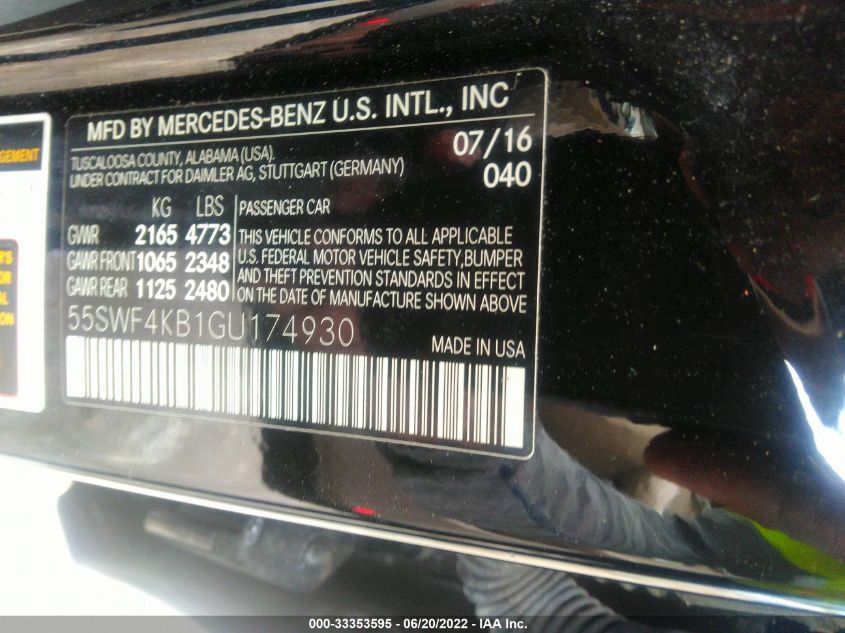 GEMENT
R'S
OR
AL
MFD BY MERCEDES-BENZ U.S. INTL., INC
TUSCALOOSA COUNTY, ALABAMA (USA). 07/16
UNDER CONTRACT FOR DAIMLER AG, STUTTGART (GERMANY) 040
KG LBS PASSENGER CAR
GVWR 2165 4773 THIS VEHICLE CONFORMS TO ALL APPLICABLE
GAWR FRONT 1065 2348 U.S. FEDERAL MOTOR VEHICLE SAFETY, BUMPER
GAWR REAR 1125 2480 AND THEFT PREVENTION STANDARDS IN EFFECT
ON THE DATE OF MANUFACTURE SHOWN ABOVE
55SWF4KB1GU174930
MADE IN USA
000-33353595 - 06/20/2022 - IAA Inc.